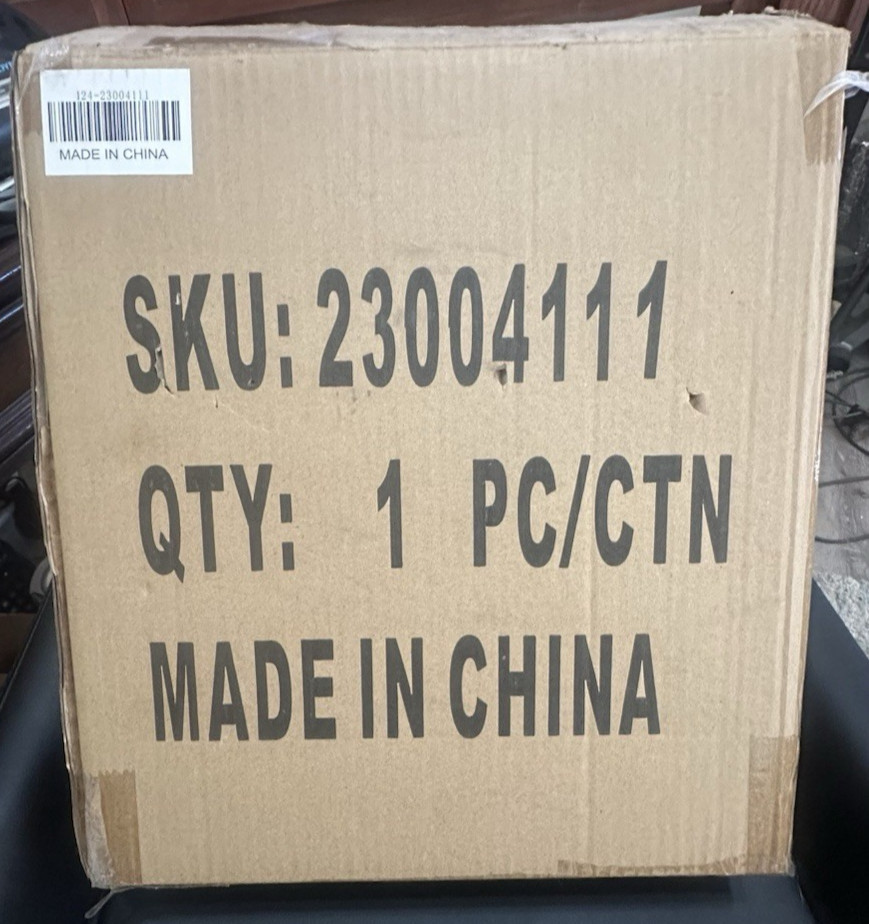 124-23004111
MADE IN CHINA
SKU: 23004111
QTY: 1 PC/CTN
MADE IN CHINA